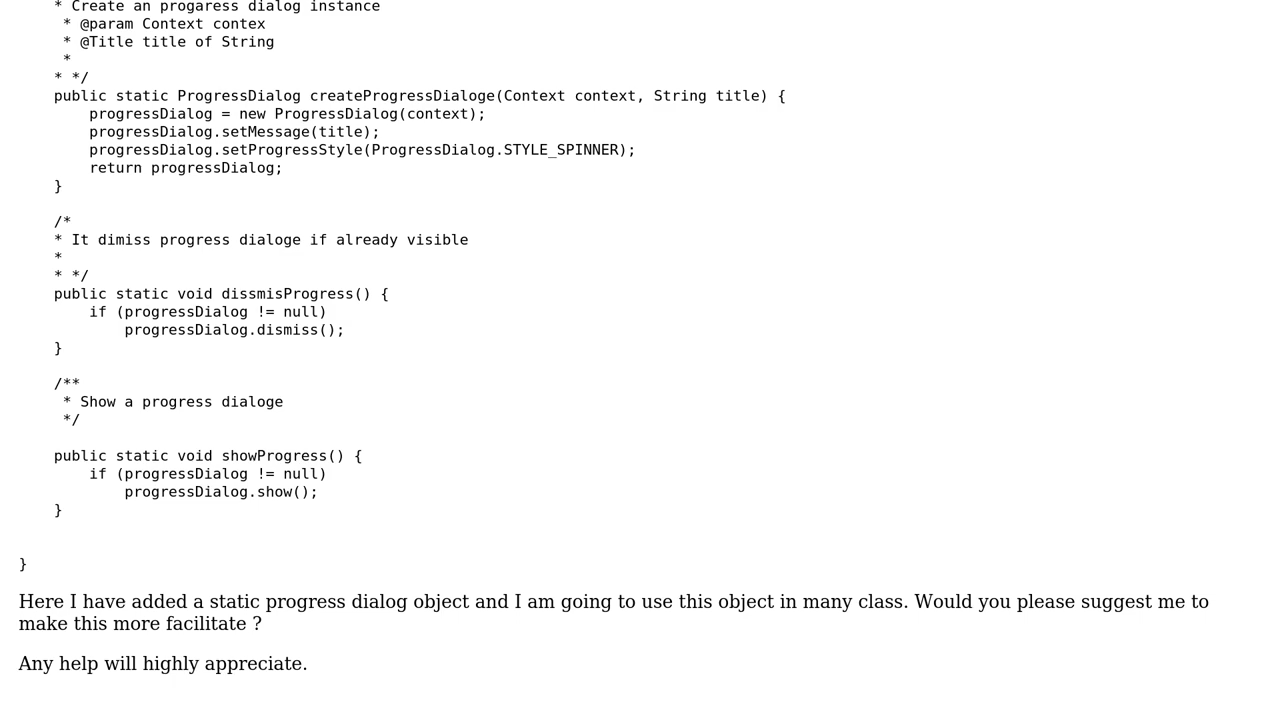 * Create an progaress dialog instance
* @param Context contex
* @Title title of String
*
* */
public static ProgressDialog createProgressDialoge(Context context, String title) {
progressDialog = new ProgressDialog(context);
progressDialog.setMessage(title);
progressDialog.setProgressStyle(ProgressDialog.STYLE_SPINNER);
return progressDialog;
}
/*
* It dimiss progress dialoge if already visible
*
* */
public static void dissmisProgress() {
if (progressDialog != null)
progressDialog.dismiss();
}
/**
* Show a progress dialoge
*/
public static void showProgress() {
if (progressDialog != null)
progressDialog.show();
}
}
Here I have added a static progress dialog object and I am going to use this object in many class. Would you please suggest me to
make this more facilitate ?
Any help will highly appreciate.